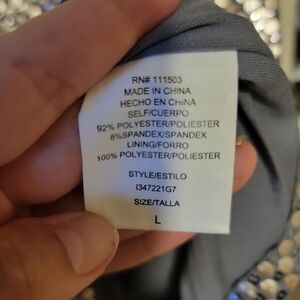 RN# 111503
MADE IN CHINA
HECHO EN CHINA
SELF/CUERPO
92% POLYESTER/POLIESTER
8%SPANDEX/SPANDEX
LINING/FORRO
100% POLYESTER/POLIESTER
STYLE/ESTILO
I347221G7
SIZE/TALLA
L